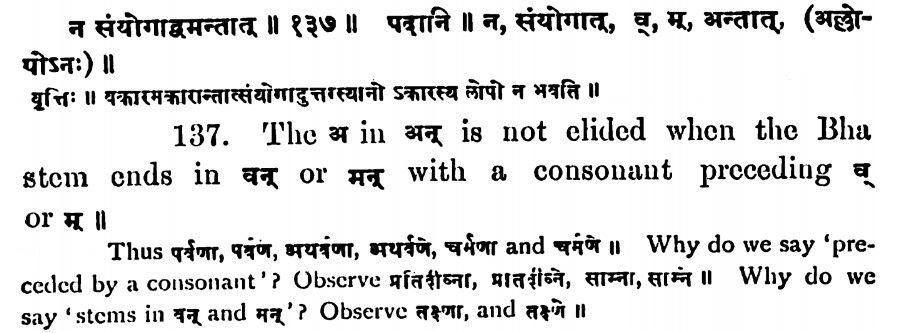 न संयोगाद्वमन्तात् ॥ १३७ ॥ पदानि ॥ न, संयोगात्, व्, म्, अन्तात्, (अल्लो-
पोऽनः) ॥
वृत्तिः ॥ वकारमकारान्तात्संयोगादुत्तरस्यानो ऽकारस्य लोपो न भवति ॥
137. The अ in अन् is not elided when the Bha
stem ends in वन् or मन् with a consonant preceding व्
or म् ॥
Thus पर्वणा, पर्वणे, अथर्वणा, अथर्वणे, चर्मणा and चर्मणे ॥ Why do we say 'pre-
ceded by a consonant'? Observe प्रतिदीव्ना, प्रतिदीव्ने, साम्ना, साम्ने ॥ Why do we
say 'stems in वन् and मन्'? Observe तक्ष्णा, and तक्ष्णे ॥